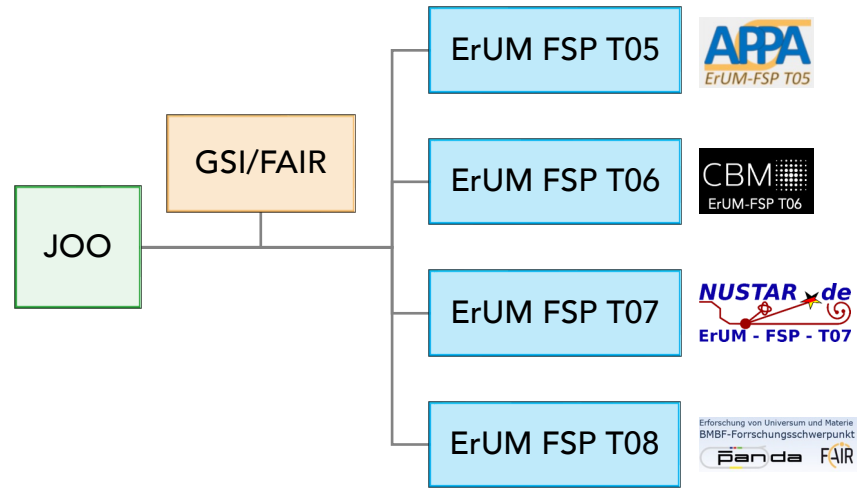 JOO
GSI/FAIR
ErUM FSP T05
APPA
ErUM-FSP T05
ErUM FSP T06
CBM
ErUM-FSP T06
ErUM FSP T07
NUSTAR de
ErUM - FSP - T07
ErUM FSP T08
Erforschung von Universum und Materie
BMBF-Forrschungsschwerpunkt
p̅anda FAIR